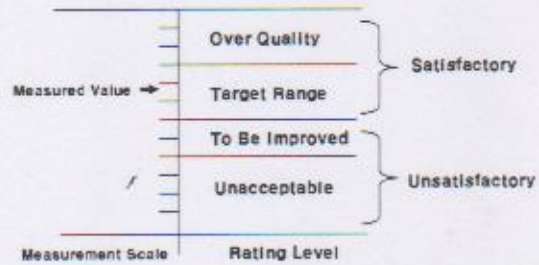 Over Quality
Satisfactory
Measured Value
Target Range
To Be Improved
Unacceptable
Unsatisfactory
Measurement Scale
Rating Level